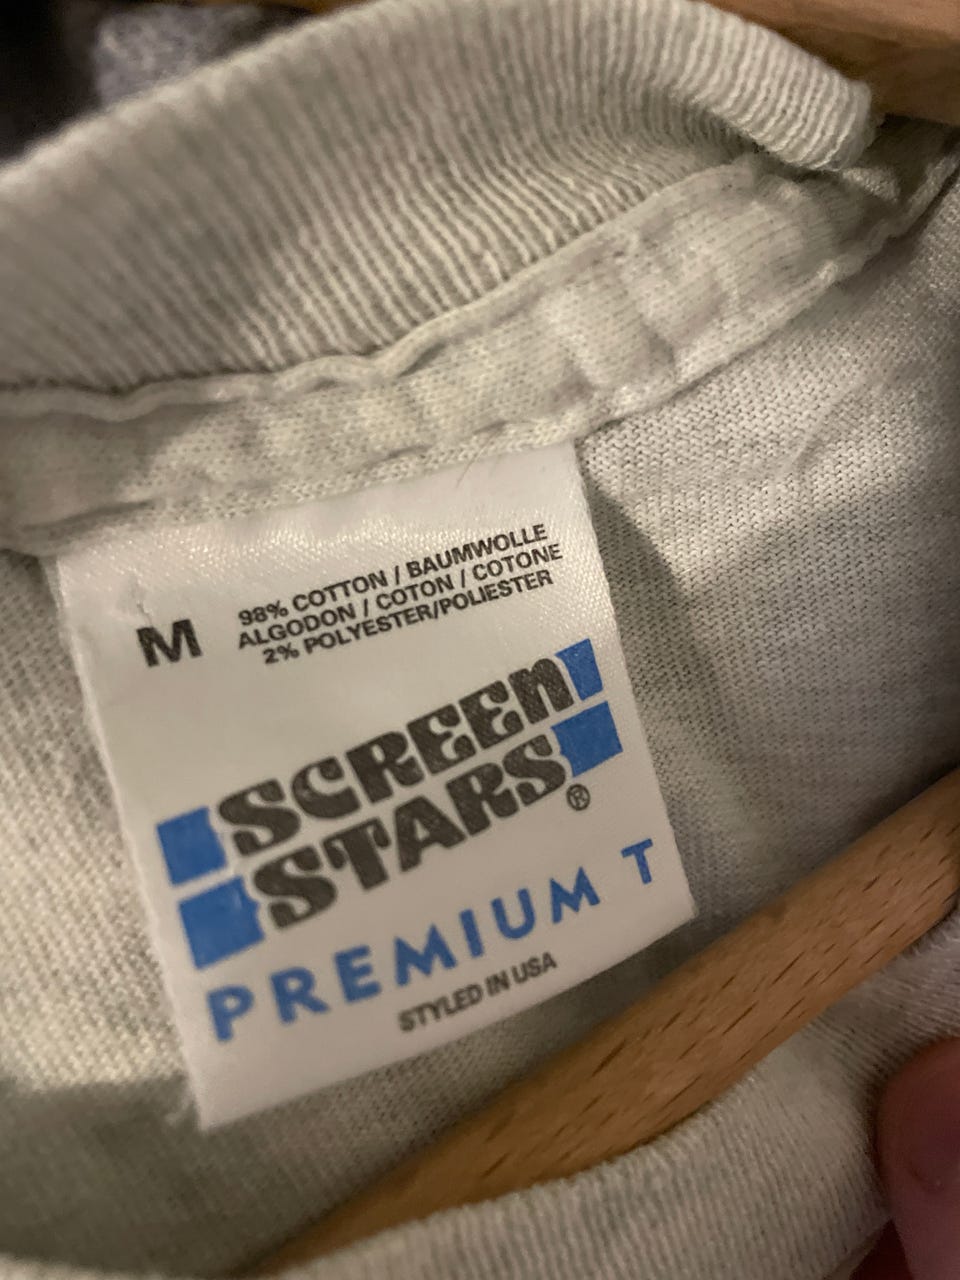 M
98% COTTON / BAUMWOLLE
ALGODON / COTON / COTONE
2% POLYESTER/POLIESTER
SCREEN
STARS®
PREMIUM T
STYLED IN USA